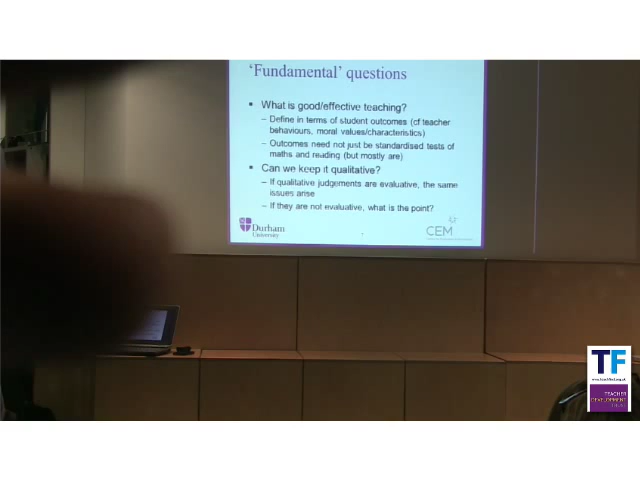 ‘Fundamental’ questions
• What is good/effective teaching?
– Define in terms of student outcomes (cf teacher
behaviours, moral values/characteristics)
– Outcomes need not just be standardised tests of
maths and reading (but mostly are)
• Can we keep it qualitative?
– If qualitative judgements are evaluative, the same
issues arise
– If they are not evaluative, what is the point?
Durham
University
CEM
TF
TEACHER
DEVELOPMENT